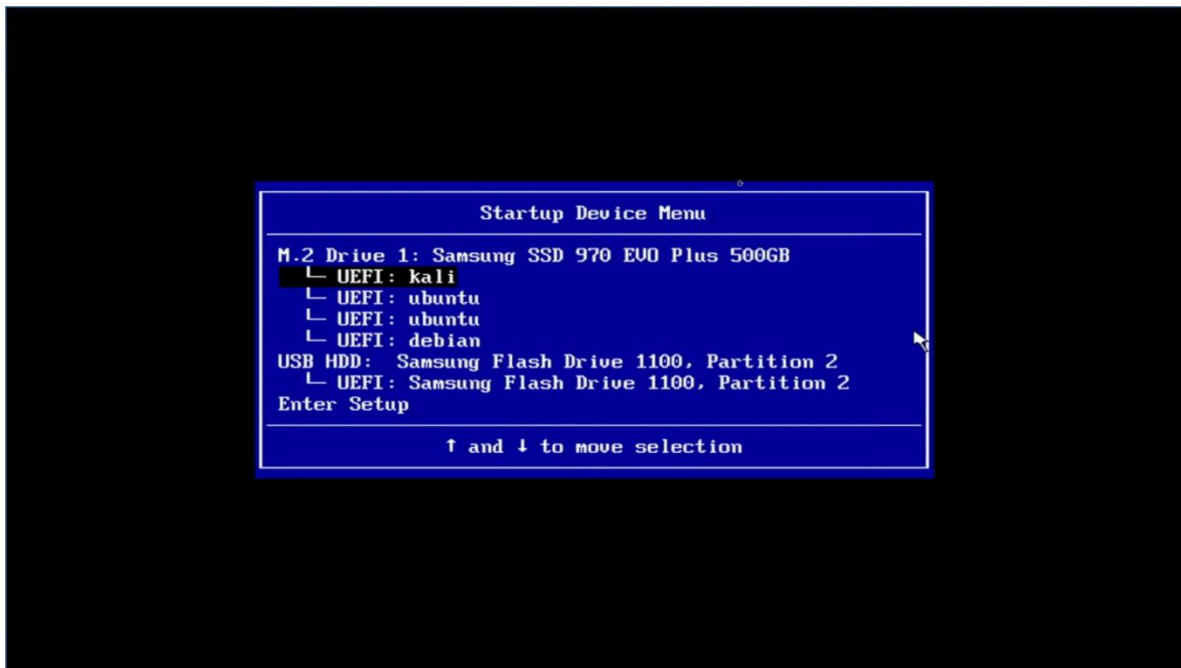 Startup Device Menu
M.2 Drive 1: Samsung SSD 970 EVO Plus 500GB
└─ UEFI: kali
└─ UEFI: ubuntu
└─ UEFI: ubuntu
└─ UEFI: debian
USB HDD:  Samsung Flash Drive 1100, Partition 2
└─ UEFI: Samsung Flash Drive 1100, Partition 2
Enter Setup
↑ and ↓ to move selection